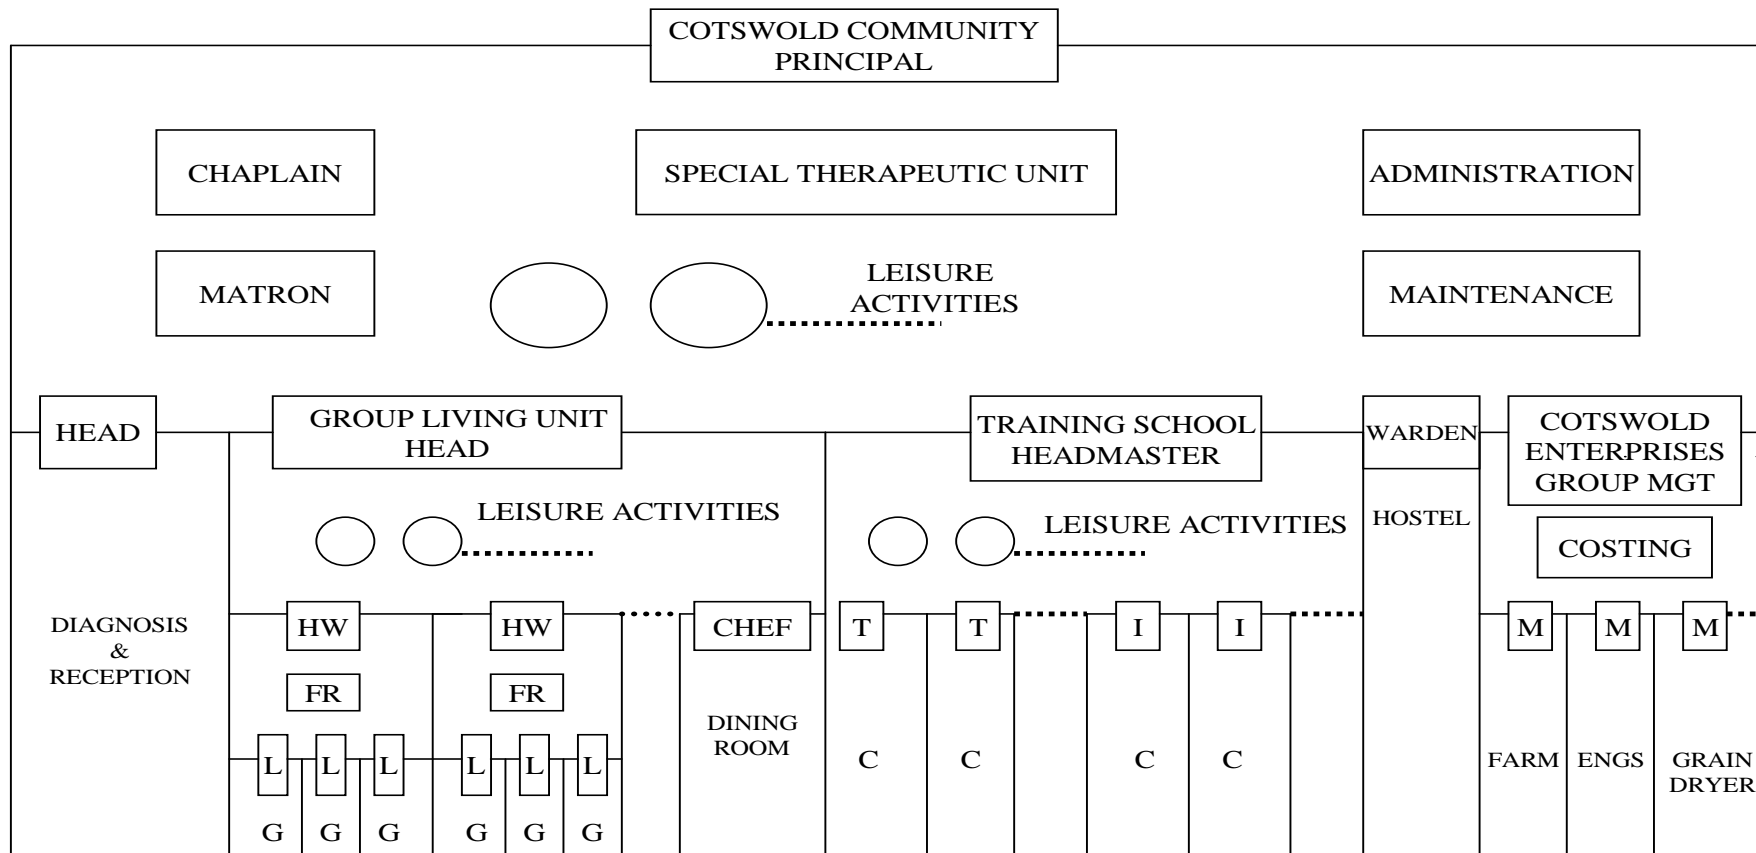 COTSWOLD COMMUNITY
PRINCIPAL
CHAPLAIN
SPECIAL THERAPEUTIC UNIT
ADMINISTRATION
MATRON
LEISURE
ACTIVITIES
MAINTENANCE
HEAD
GROUP LIVING UNIT
HEAD
TRAINING SCHOOL
HEADMASTER
WARDEN
COTSWOLD
ENTERPRISES
GROUP MGT
LEISURE ACTIVITIES
LEISURE ACTIVITIES
HOSTEL
COSTING
DIAGNOSIS
&
RECEPTION
HW
HW
CHEF
T
T
I
I
M
M
M
FR
FR
DINING
ROOM
L
L
L
L
L
L
C
C
C
C
FARM
ENGS
GRAIN
DRYER
G
G
G
G
G
G